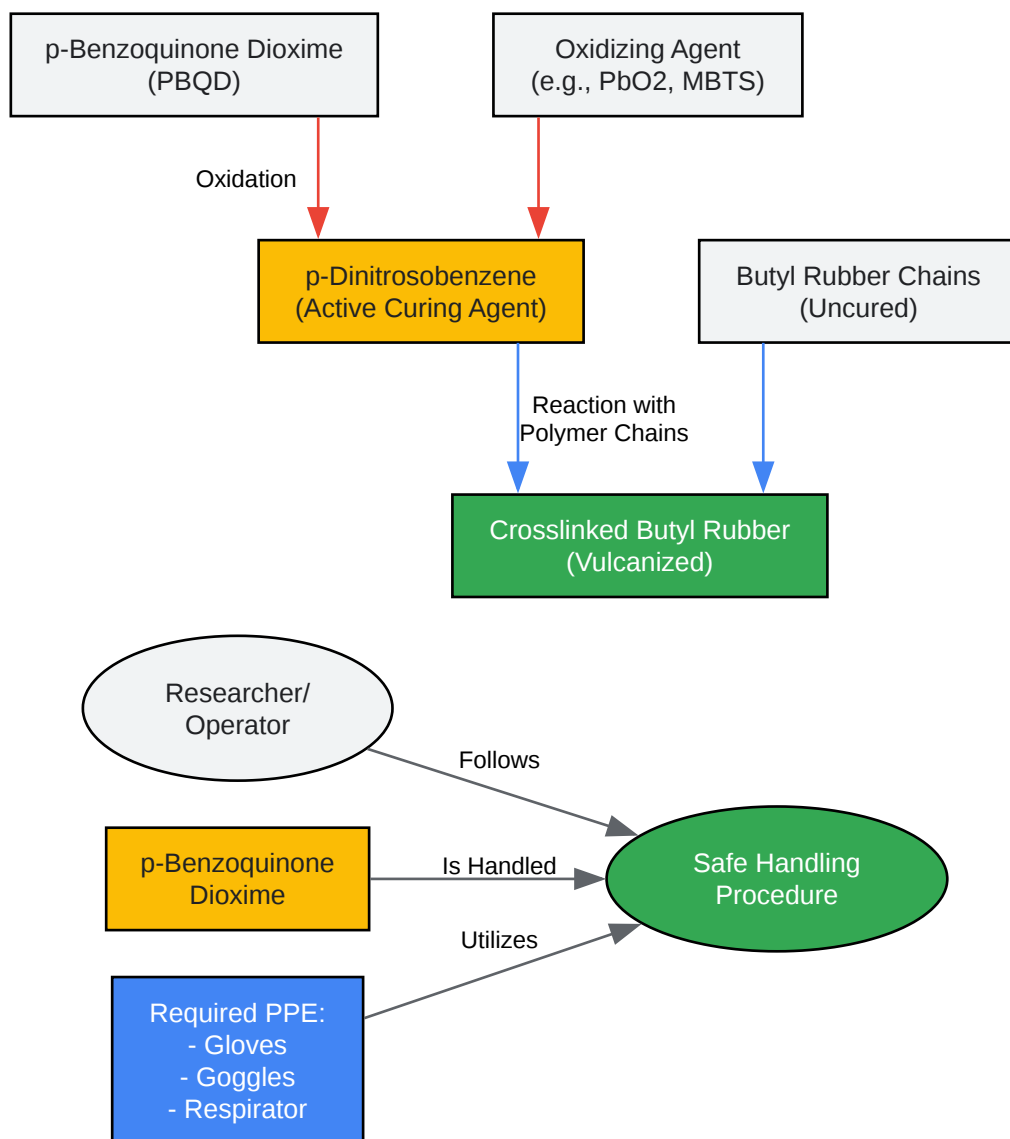 p-Benzoquinone Dioxime
(PBQD)
Oxidizing Agent
(e.g., PbO2, MBTS)
Oxidation
p-Dinitrosobenzene
(Active Curing Agent)
Butyl Rubber Chains
(Uncured)
Reaction with
Polymer Chains
Crosslinked Butyl Rubber
(Vulcanized)
Researcher/
Operator
Follows
p-Benzoquinone
Dioxime
Is Handled
Safe Handling
Procedure
Utilizes
Required PPE:
- Gloves
- Goggles
- Respirator